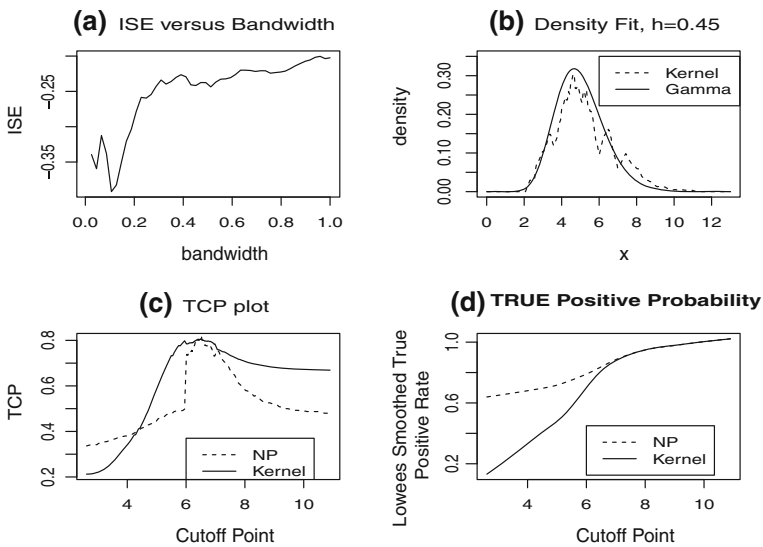 (a) ISE versus Bandwidth
ISE
−0.25
−0.35
0.0 0.2 0.4 0.6 0.8 1.0
bandwidth
(b) Density Fit, h=0.45
density
0.30
0.20
0.10
0.00
Kernel
Gamma
0 2 4 6 8 10 12
x
(c) TCP plot
TCP
0.8
0.6
0.4
0.2
NP
Kernel
4 6 8 10
Cutoff Point
(d) TRUE Positive Probability
Lowees Smoothed True
Positive Rate
1.0
0.6
0.2
NP
Kernel
4 6 8 10
Cutoff Point